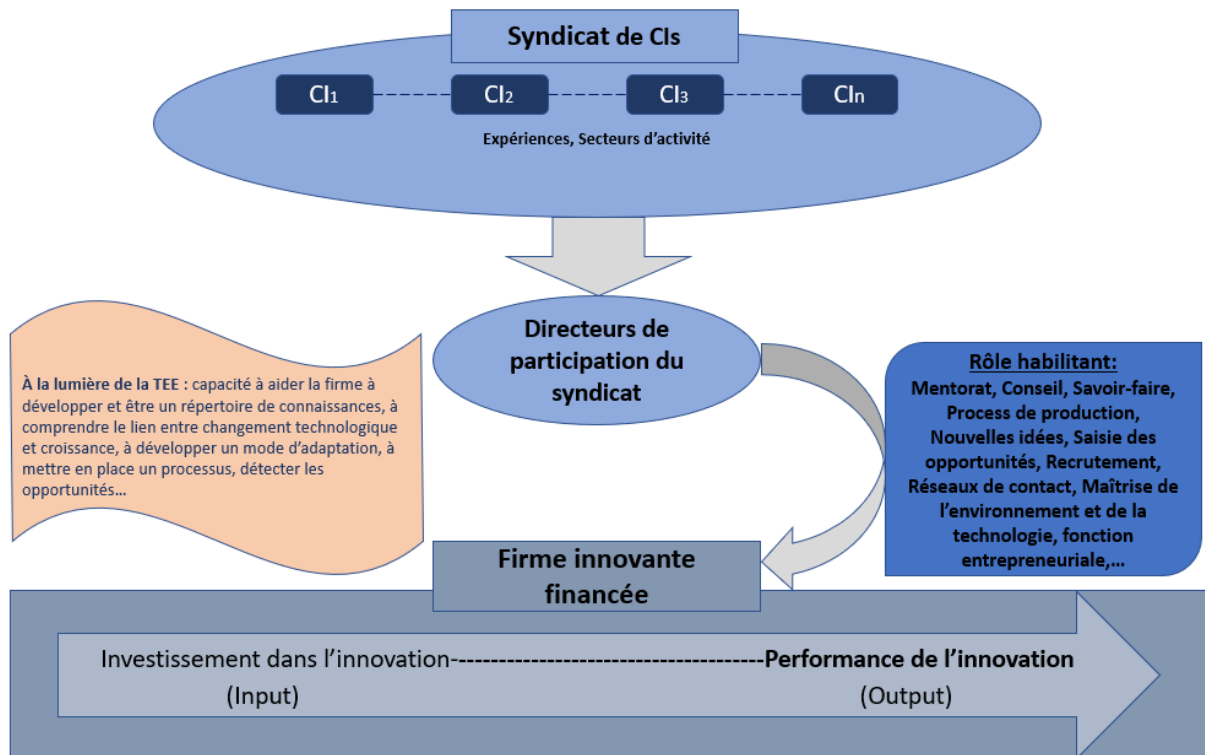 Syndicat de CIs
CI1 CI2 CI3 CIn
Expériences, Secteurs d’activité
Directeurs de
participation du
syndicat
À la lumière de la TEE : capacité à aider la firme à
développer et être un répertoire de connaissances, à
comprendre le lien entre changement technologique
et croissance, à développer un mode d’adaptation, à
mettre en place un processus, détecter les
opportunités…
Rôle habilitant:
Mentorat, Conseil, Savoir-faire,
Process de production,
Nouvelles idées, Saisie des
opportunités, Recrutement,
Réseaux de contact, Maîtrise de
l’environnement et de la
technologie, fonction
entrepreneuriale,…
Firme innovante
financée
Investissement dans l’innovation-----------------------------Performance de l’innovation
(Input) (Output)